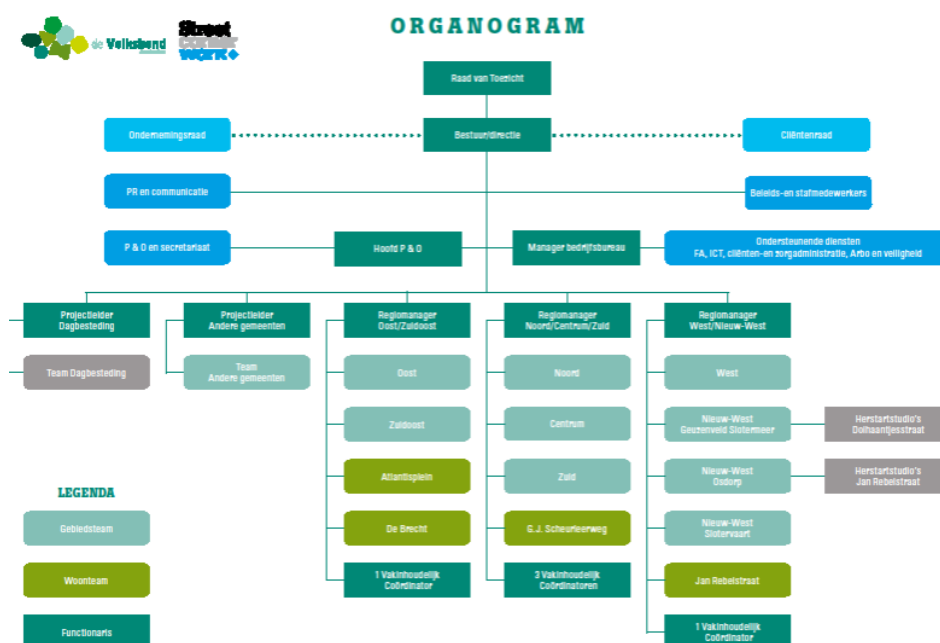 de Volksbond
Street
CORNER
WORK
ORGANOGRAM
Raad van Toezicht
Ondernemingsraad
Bestuur/directie
Cliëntenraad
PR en communicatie
Beleids-en stafmedewerkers
P & O en secretariaat
Hoofd P & O
Manager bedrijfsbureau
Ondersteunende diensten
FA, ICT, cliënten-en zorgadministratie, Arbo en veiligheid
Projectleider
Dagbesteding
Projectleider
Andere gemeenten
Regiomanager
Oost/Zuidoost
Regiomanager
Noord/Centrum/Zuid
Regiomanager
West/Nieuw-West
Team Dagbesteding
Team
Andere gemeenten
Oost
Noord
West
Zuidoost
Centrum
Nieuw-West
Geuzenveld Slotermeer
Herstartstudio's
Dolhaantjesstraat
Atlantisplein
Zuid
Nieuw-West
Osdorp
Herstartstudio's
Jan Rebelstraat
LEGENDA
Gebiedsteam
De Brecht
G.J. Scheurleerweg
Nieuw-West
Slotervaart
Woonteam
1 Vakinhoudelijk
Coördinator
3 Vakinhoudelijk
Coördinatoren
Jan Rebelstraat
Functionaris
1 Vakinhoudelijk
Coördinator